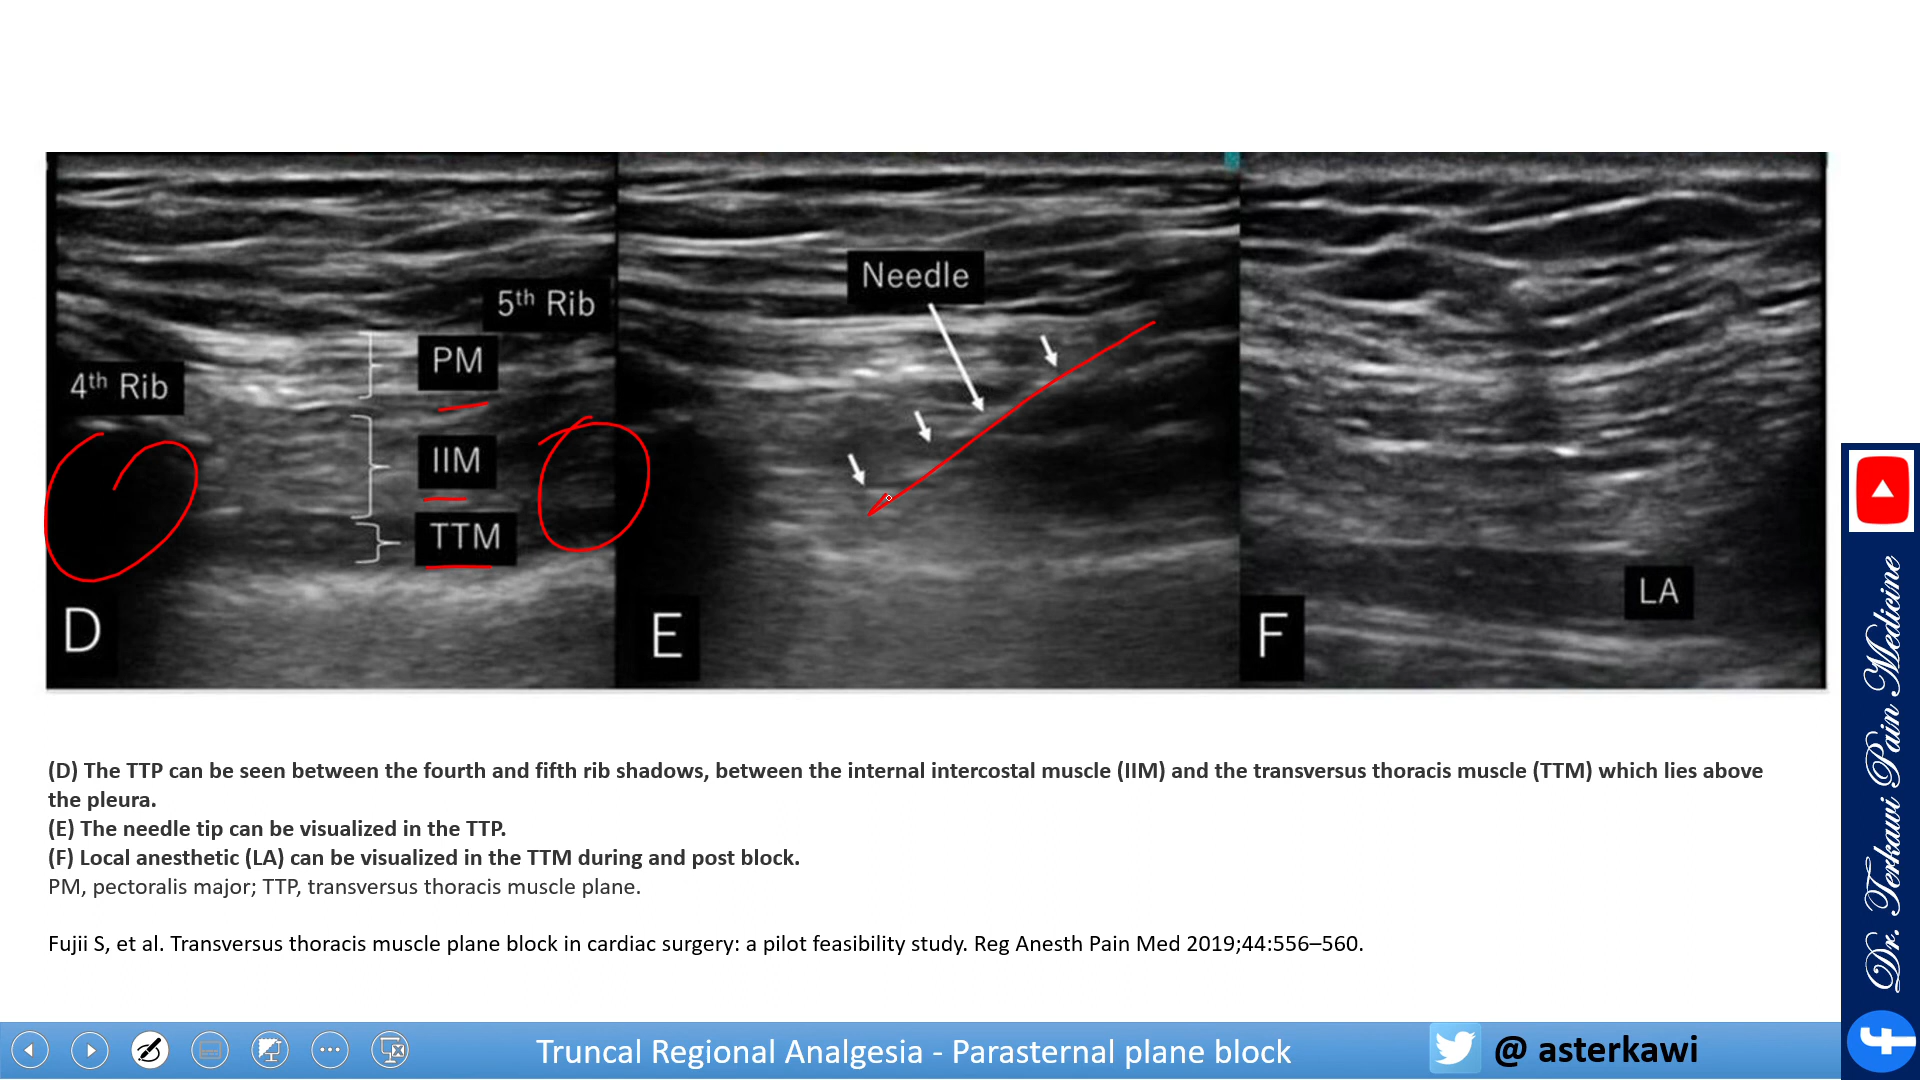 5th Rib
4th Rib
PM
IIM
TTM
D
Needle
E
LA
F
(D) The TTP can be seen between the fourth and fifth rib shadows, between the internal intercostal muscle (IIM) and the transversus thoracis muscle (TTM) which lies above
the pleura.
(E) The needle tip can be visualized in the TTP.
(F) Local anesthetic (LA) can be visualized in the TTM during and post block.
PM, pectoralis major; TTP, transversus thoracis muscle plane.
Fujii S, et al. Transversus thoracis muscle plane block in cardiac surgery: a pilot feasibility study. Reg Anesth Pain Med 2019;44:556–560.
Dr. Terkawi Pain Medicine
Truncal Regional Analgesia - Parasternal plane block
@ asterkawi